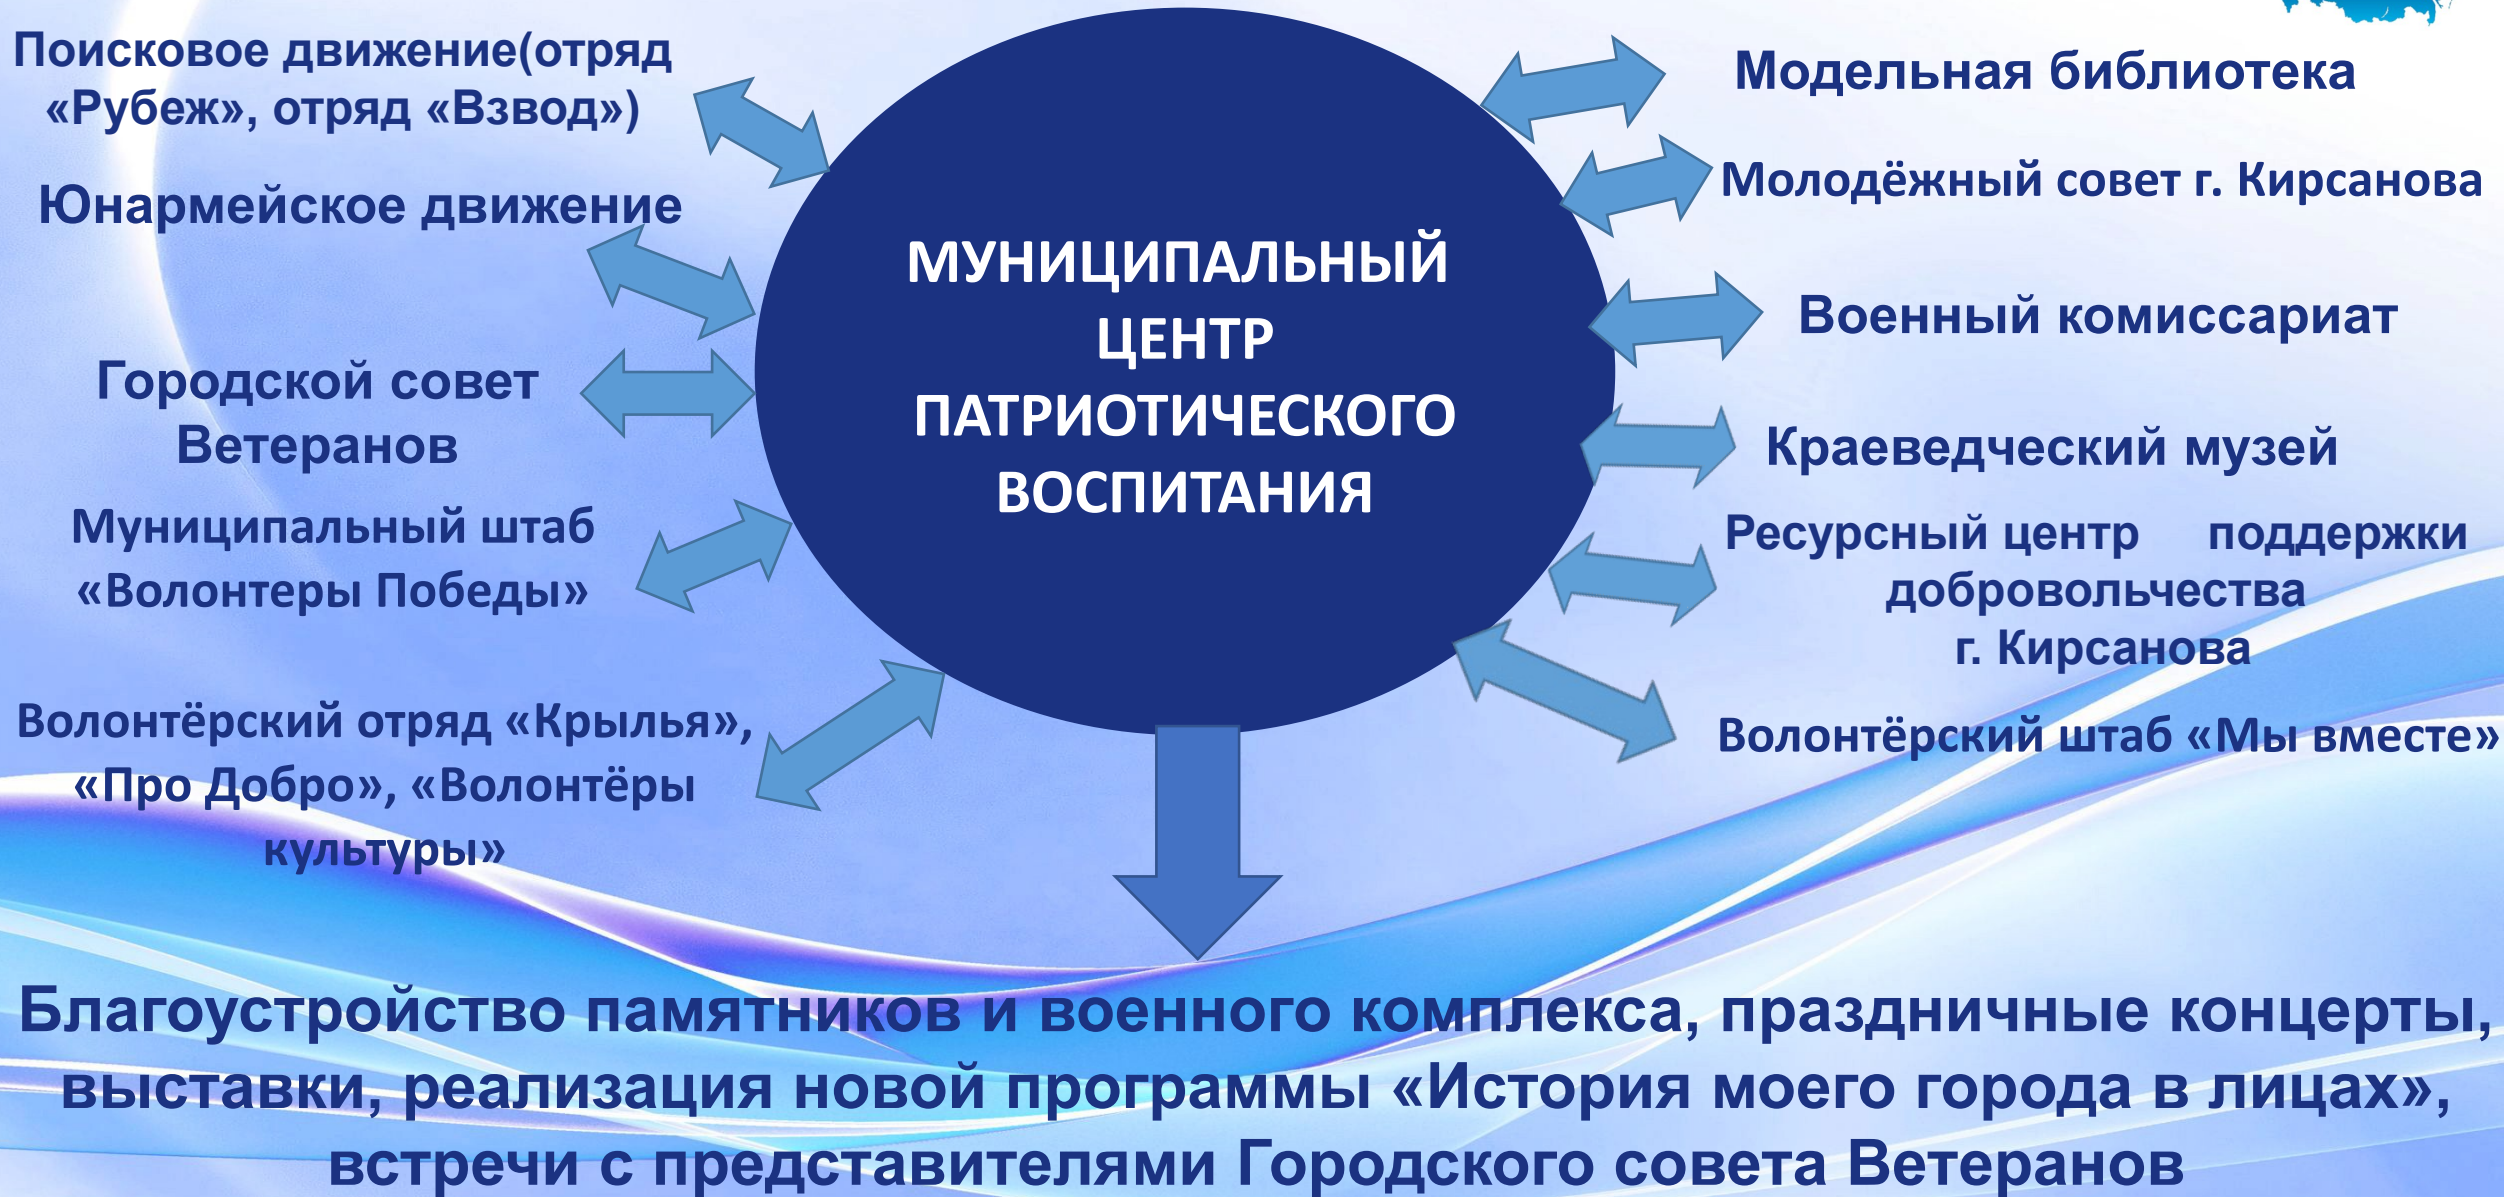 Поисковое движение(отряд
«Рубеж», отряд «Взвод»)
Юнармейское движение
Городской совет
Ветеранов
Муниципальный штаб
«Волонтеры Победы»
Волонтёрский отряд «Крылья»,
«Про Добро», «Волонтёры
культуры»
МУНИЦИПАЛЬНЫЙ
ЦЕНТР
ПАТРИОТИЧЕСКОГО
ВОСПИТАНИЯ
Модельная библиотека
Молодёжный совет г. Кирсанова
Военный комиссариат
Краеведческий музей
Ресурсный центр поддержки
добровольчества
г. Кирсанова
Волонтёрский штаб «Мы вместе»
Благоустройство памятников и военного комплекса, праздничные концерты,
выставки, реализация новой программы «История моего города в лицах»,
встречи с представителями Городского совета Ветеранов